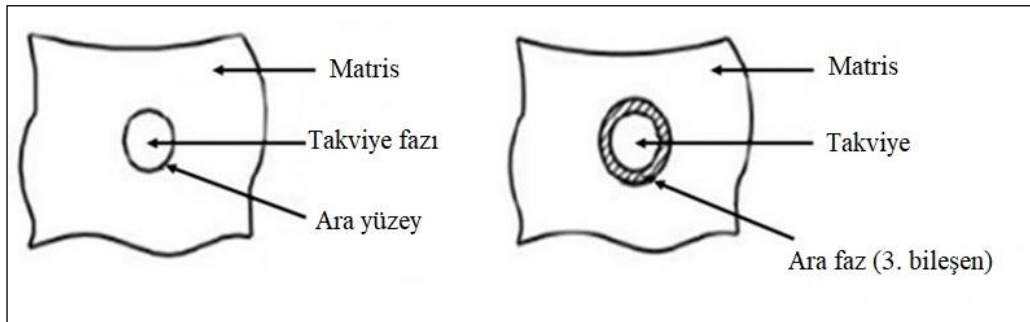 Matris
Takviye fazı
Ara yüzey
Matris
Takviye
Ara faz (3. bileşen)